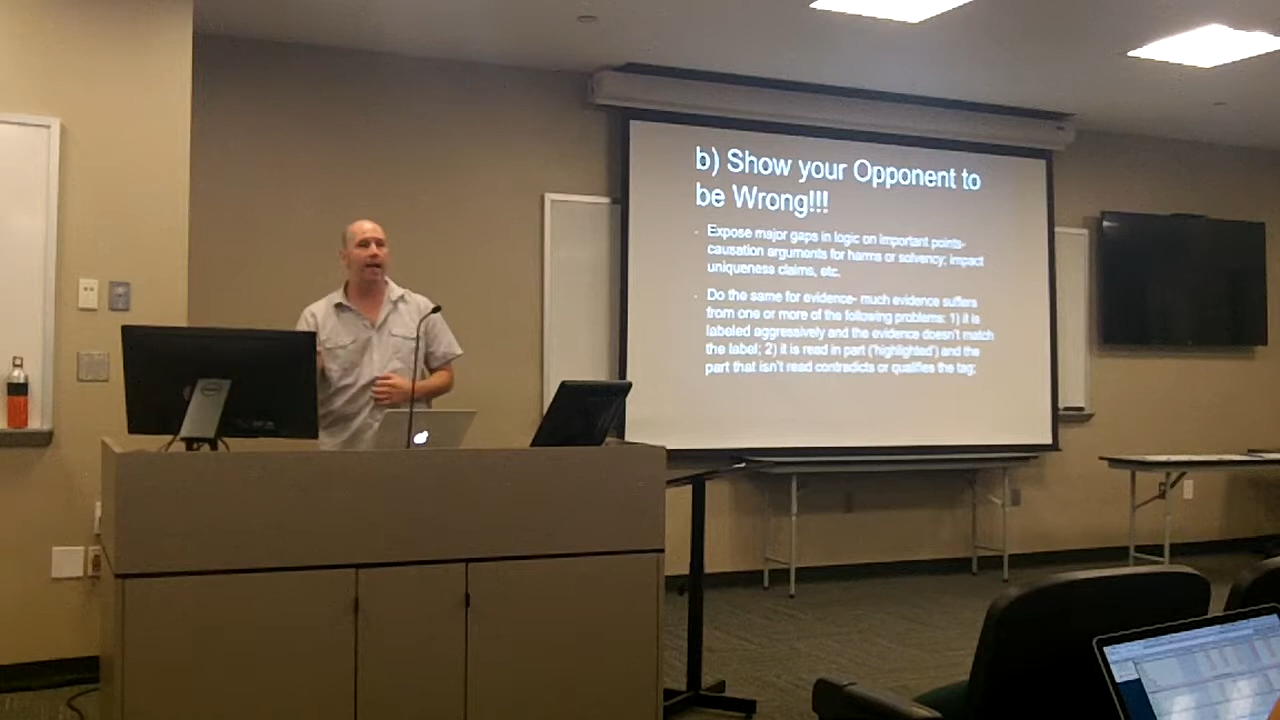 b) Show your Opponent to
be Wrong!!!
Expose major gaps in logic on important points-
causation arguments for harms or solvency; impact
uniqueness claims, etc.
Do the same for evidence- much evidence suffers
from one or more of the following problems: 1) it is
labeled aggressively and the evidence doesn't match
the label; 2) it is read in part ('highlighted') and the
part that isn't read contradicts or qualifies the tag;
DELL